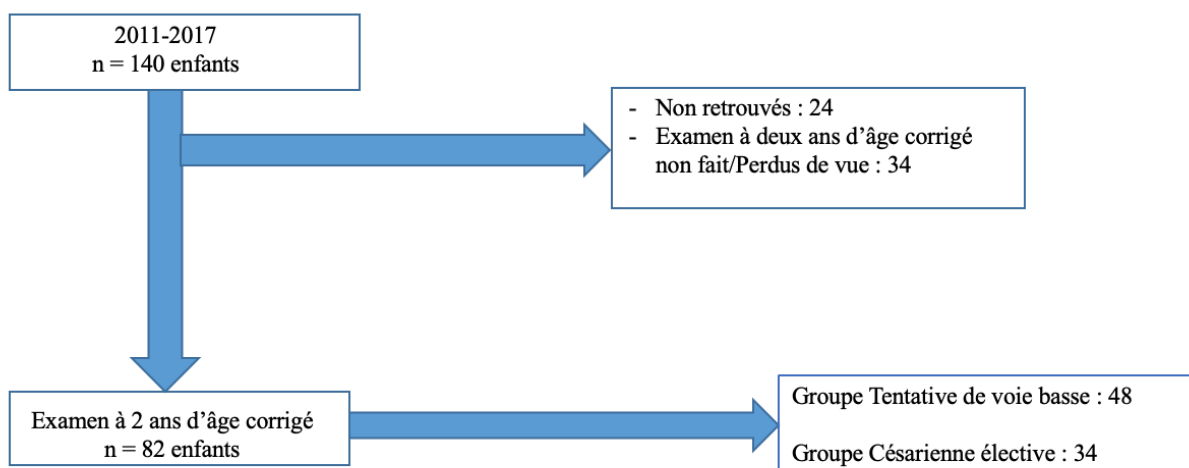 2011-2017
n = 140 enfants
- Non retrouvés : 24
- Examen à deux ans d’âge corrigé
non fait/Perdus de vue : 34
Examen à 2 ans d’âge corrigé
n = 82 enfants
Groupe Tentative de voie basse : 48
Groupe Césarienne élective : 34